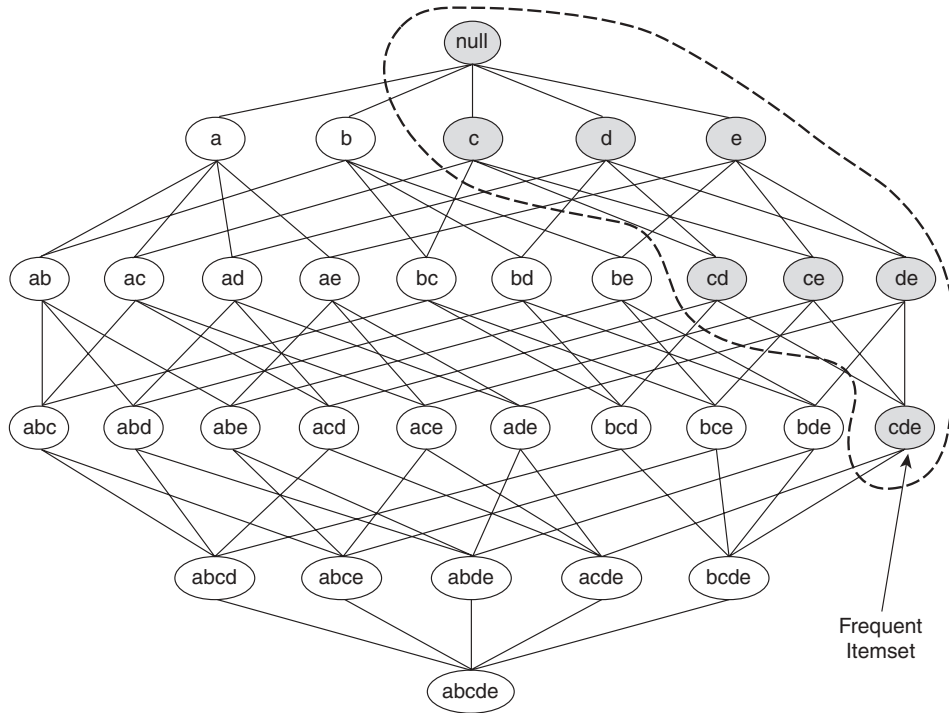 null
a b c d e
ab ac ad ae bc bd be cd ce de
abc abd abe acd ace ade bcd bce bde cde
abcd abce abde acde bcde
Frequent
Itemset
abcde